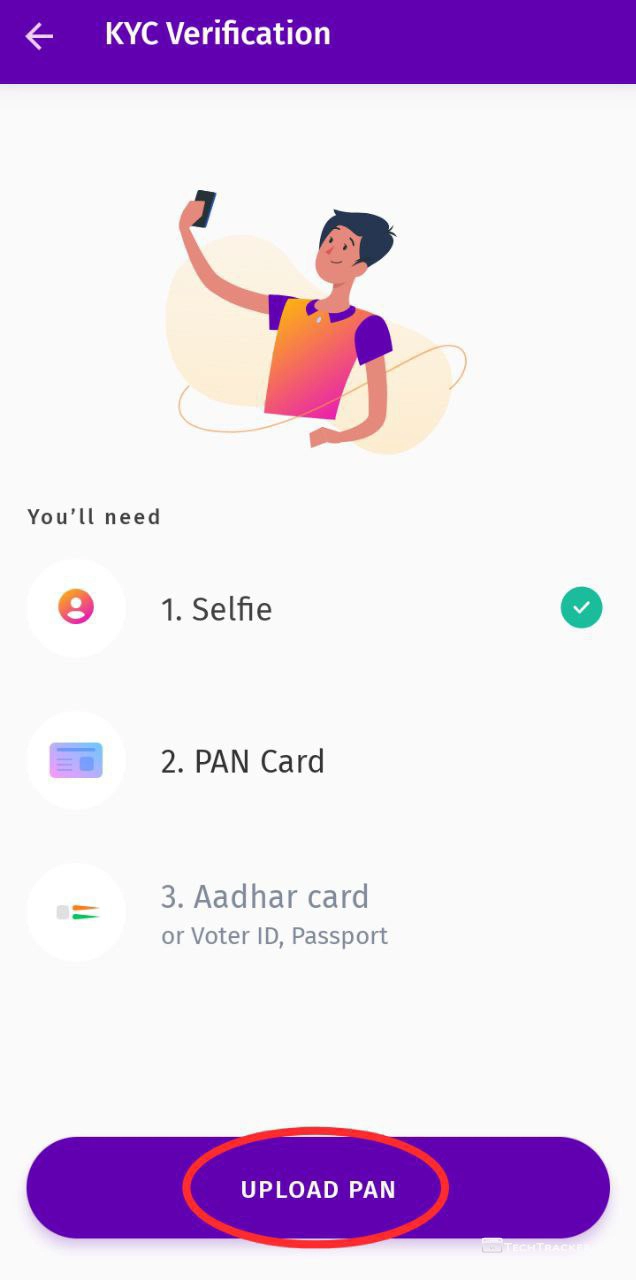 KYC Verification
You’ll need
1. Selfie
2. PAN Card
3. Aadhar card
or Voter ID, Passport
UPLOAD PAN